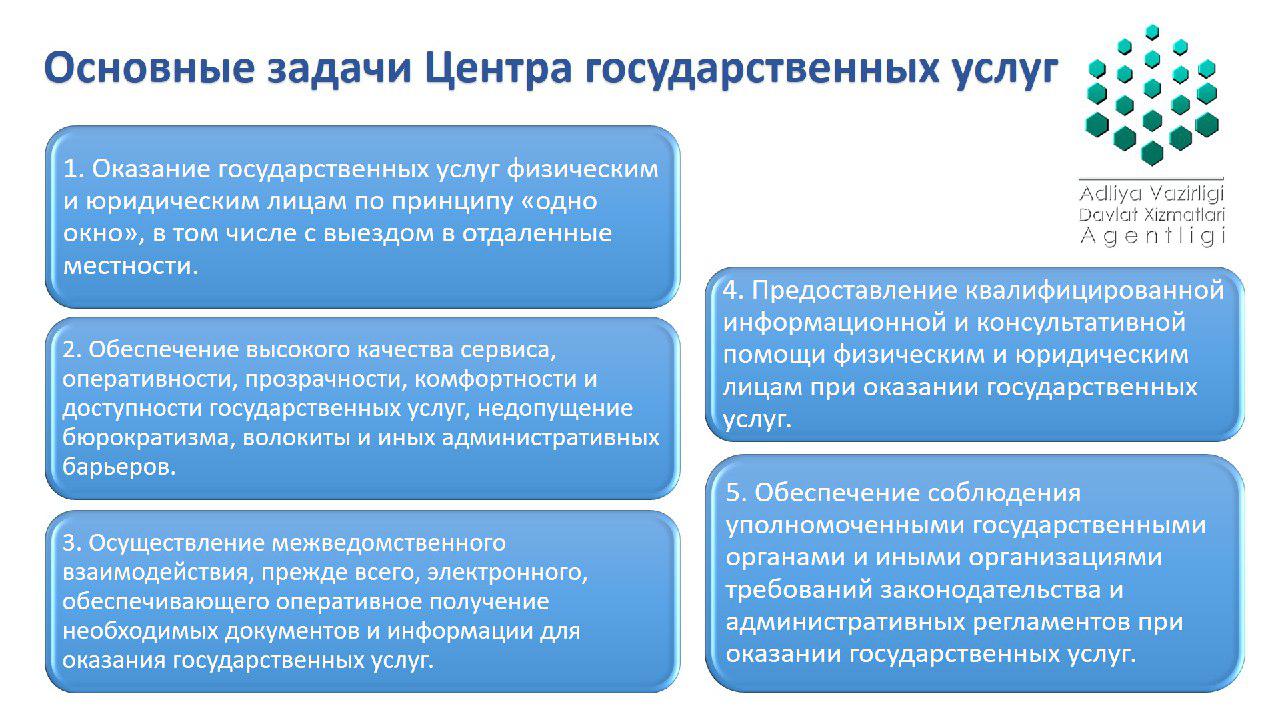 Основные задачи Центра государственных услуг
Adliya Vazirligi
Davlat Xizmatlari
Agentligi
1. Оказание государственных услуг физическим
и юридическим лицам по принципу «одно
окно», в том числе с выездом в отдаленные
местности.
2. Обеспечение высокого качества сервиса,
оперативности, прозрачности, комфортности и
доступности государственных услуг, недопущение
бюрократизма, волокиты и иных административных
барьеров.
3. Осуществление межведомственного
взаимодействия, прежде всего, электронного,
обеспечивающего оперативное получение
необходимых документов и информации для
оказания государственных услуг.
4. Предоставление квалифицированной
информационной и консультативной
помощи физическим и юридическим
лицам при оказании государственных
услуг.
5. Обеспечение соблюдения
уполномоченными государственными
органами и иными организациями
требований законодательства и
административных регламентов при
оказании государственных услуг.